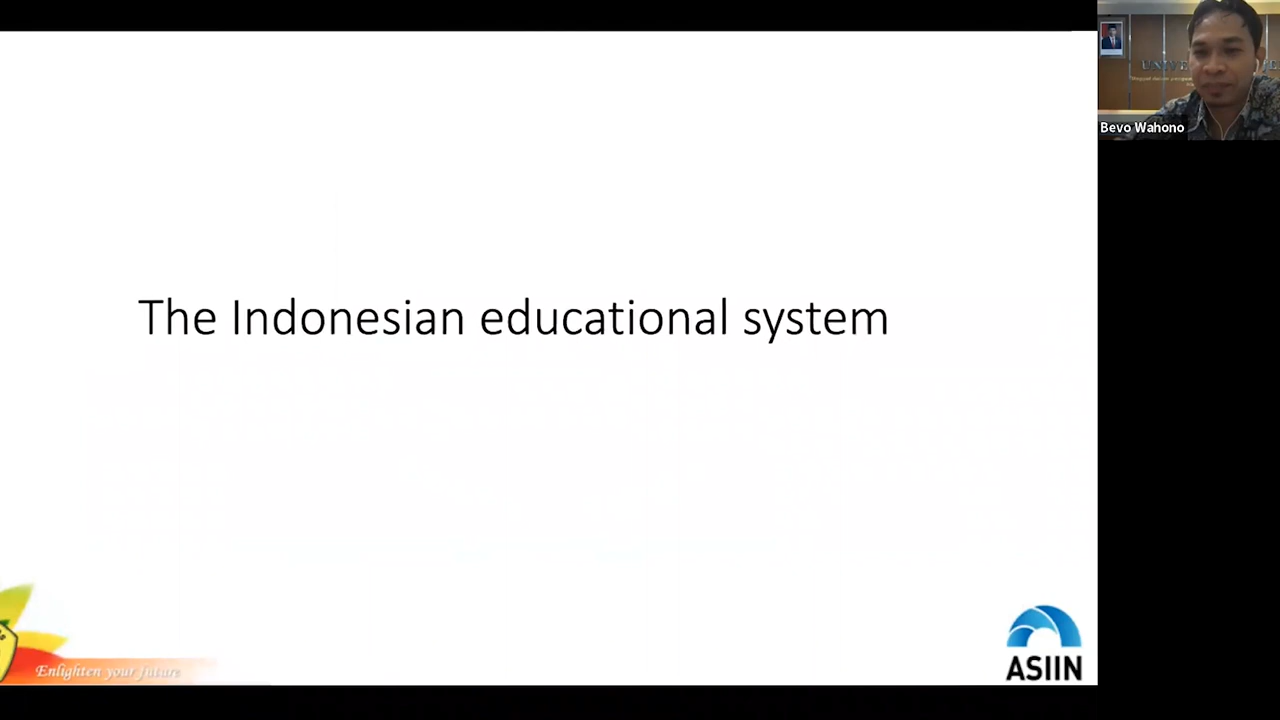 Bevo Wahono
The Indonesian educational system
Enlighten your future
ASIIN